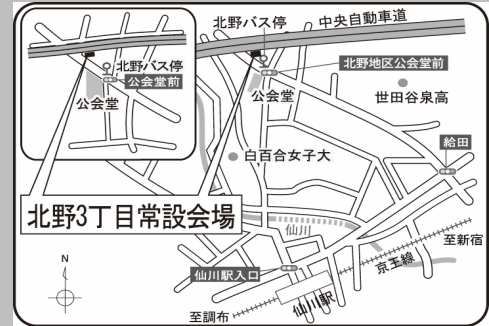 北野バス停
公会堂前
公会堂
北野バス停
中央自動車道
北野地区公会堂前
公会堂
世田谷泉高
給田
白百合女子大
北野3丁目常設会場
仙川
至新宿
京王線
仙川駅入口
仙川駅
至調布
N